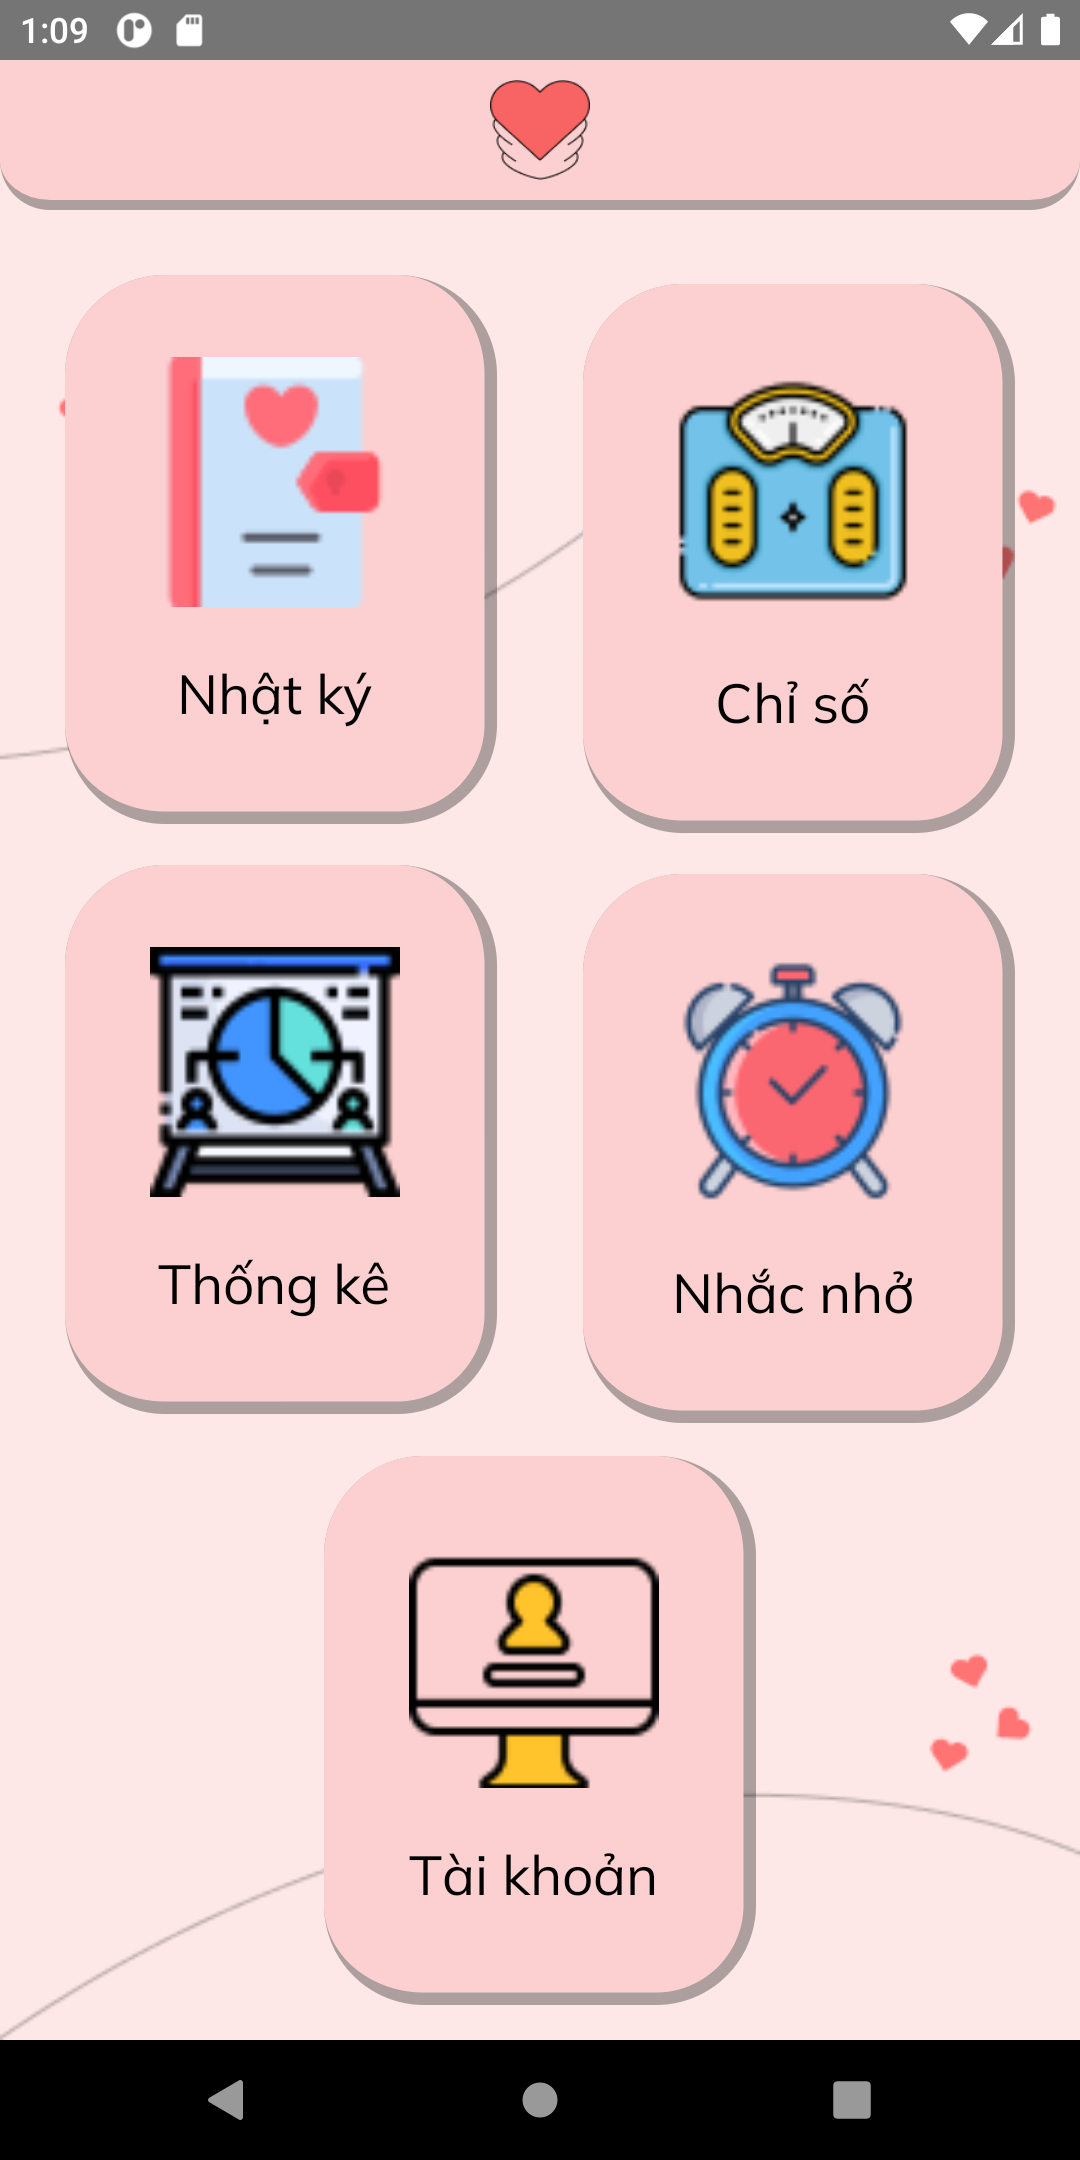 1:09
Nhật ký
Chỉ số
Thống kê
Nhắc nhở
Tài khoản